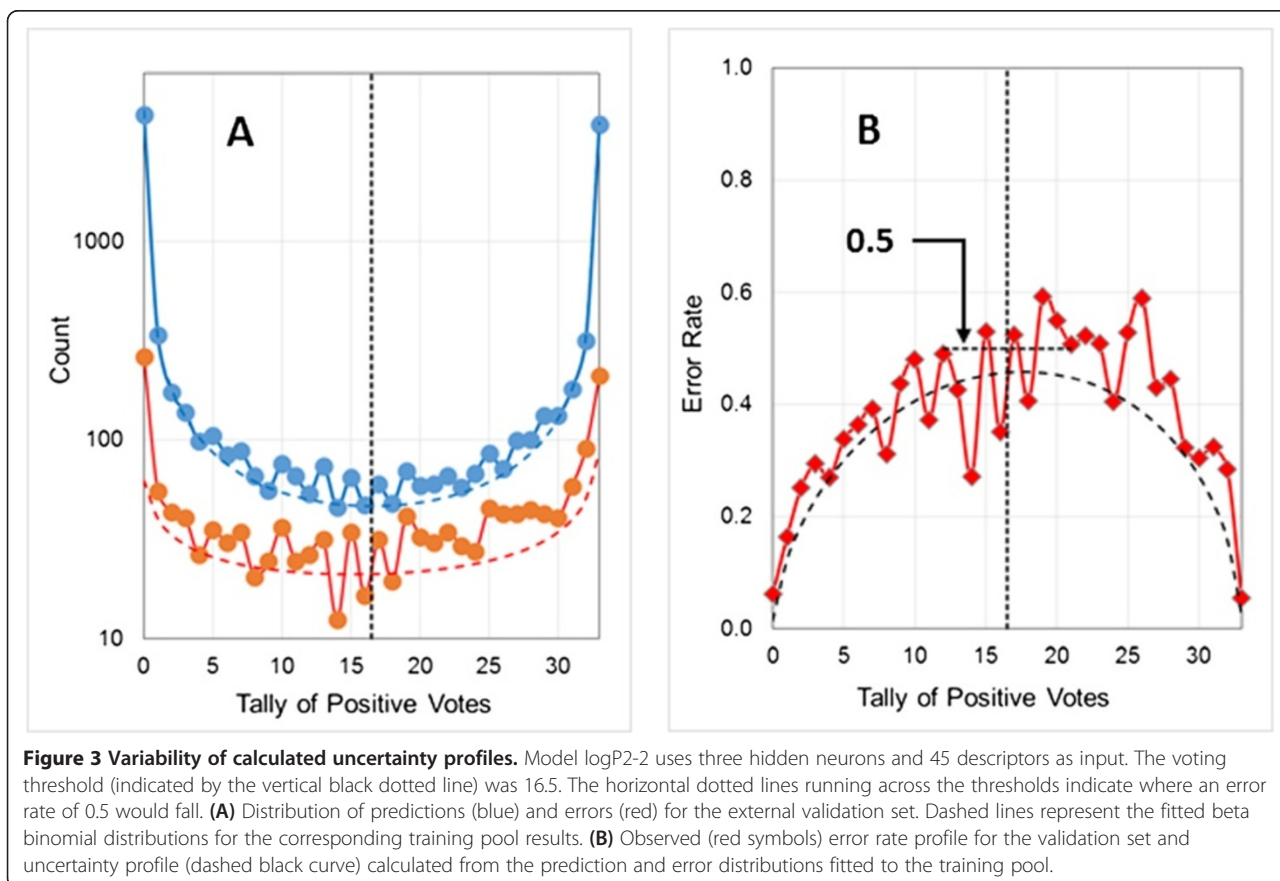 A
1000
100
10
Count
0 5 10 15 20 25 30
Tally of Positive Votes
B
1.0
0.8
0.6
0.4
0.2
0.0
0.5
Error Rate
0 5 10 15 20 25 30
Tally of Positive Votes
Figure 3 Variability of calculated uncertainty profiles. Model logP2-2 uses three hidden neurons and 45 descriptors as input. The voting
threshold (indicated by the vertical black dotted line) was 16.5. The horizontal dotted lines running across the thresholds indicate where an error
rate of 0.5 would fall. (A) Distribution of predictions (blue) and errors (red) for the external validation set. Dashed lines represent the fitted beta
binomial distributions for the corresponding training pool results. (B) Observed (red symbols) error rate profile for the validation set and
uncertainty profile (dashed black curve) calculated from the prediction and error distributions fitted to the training pool.